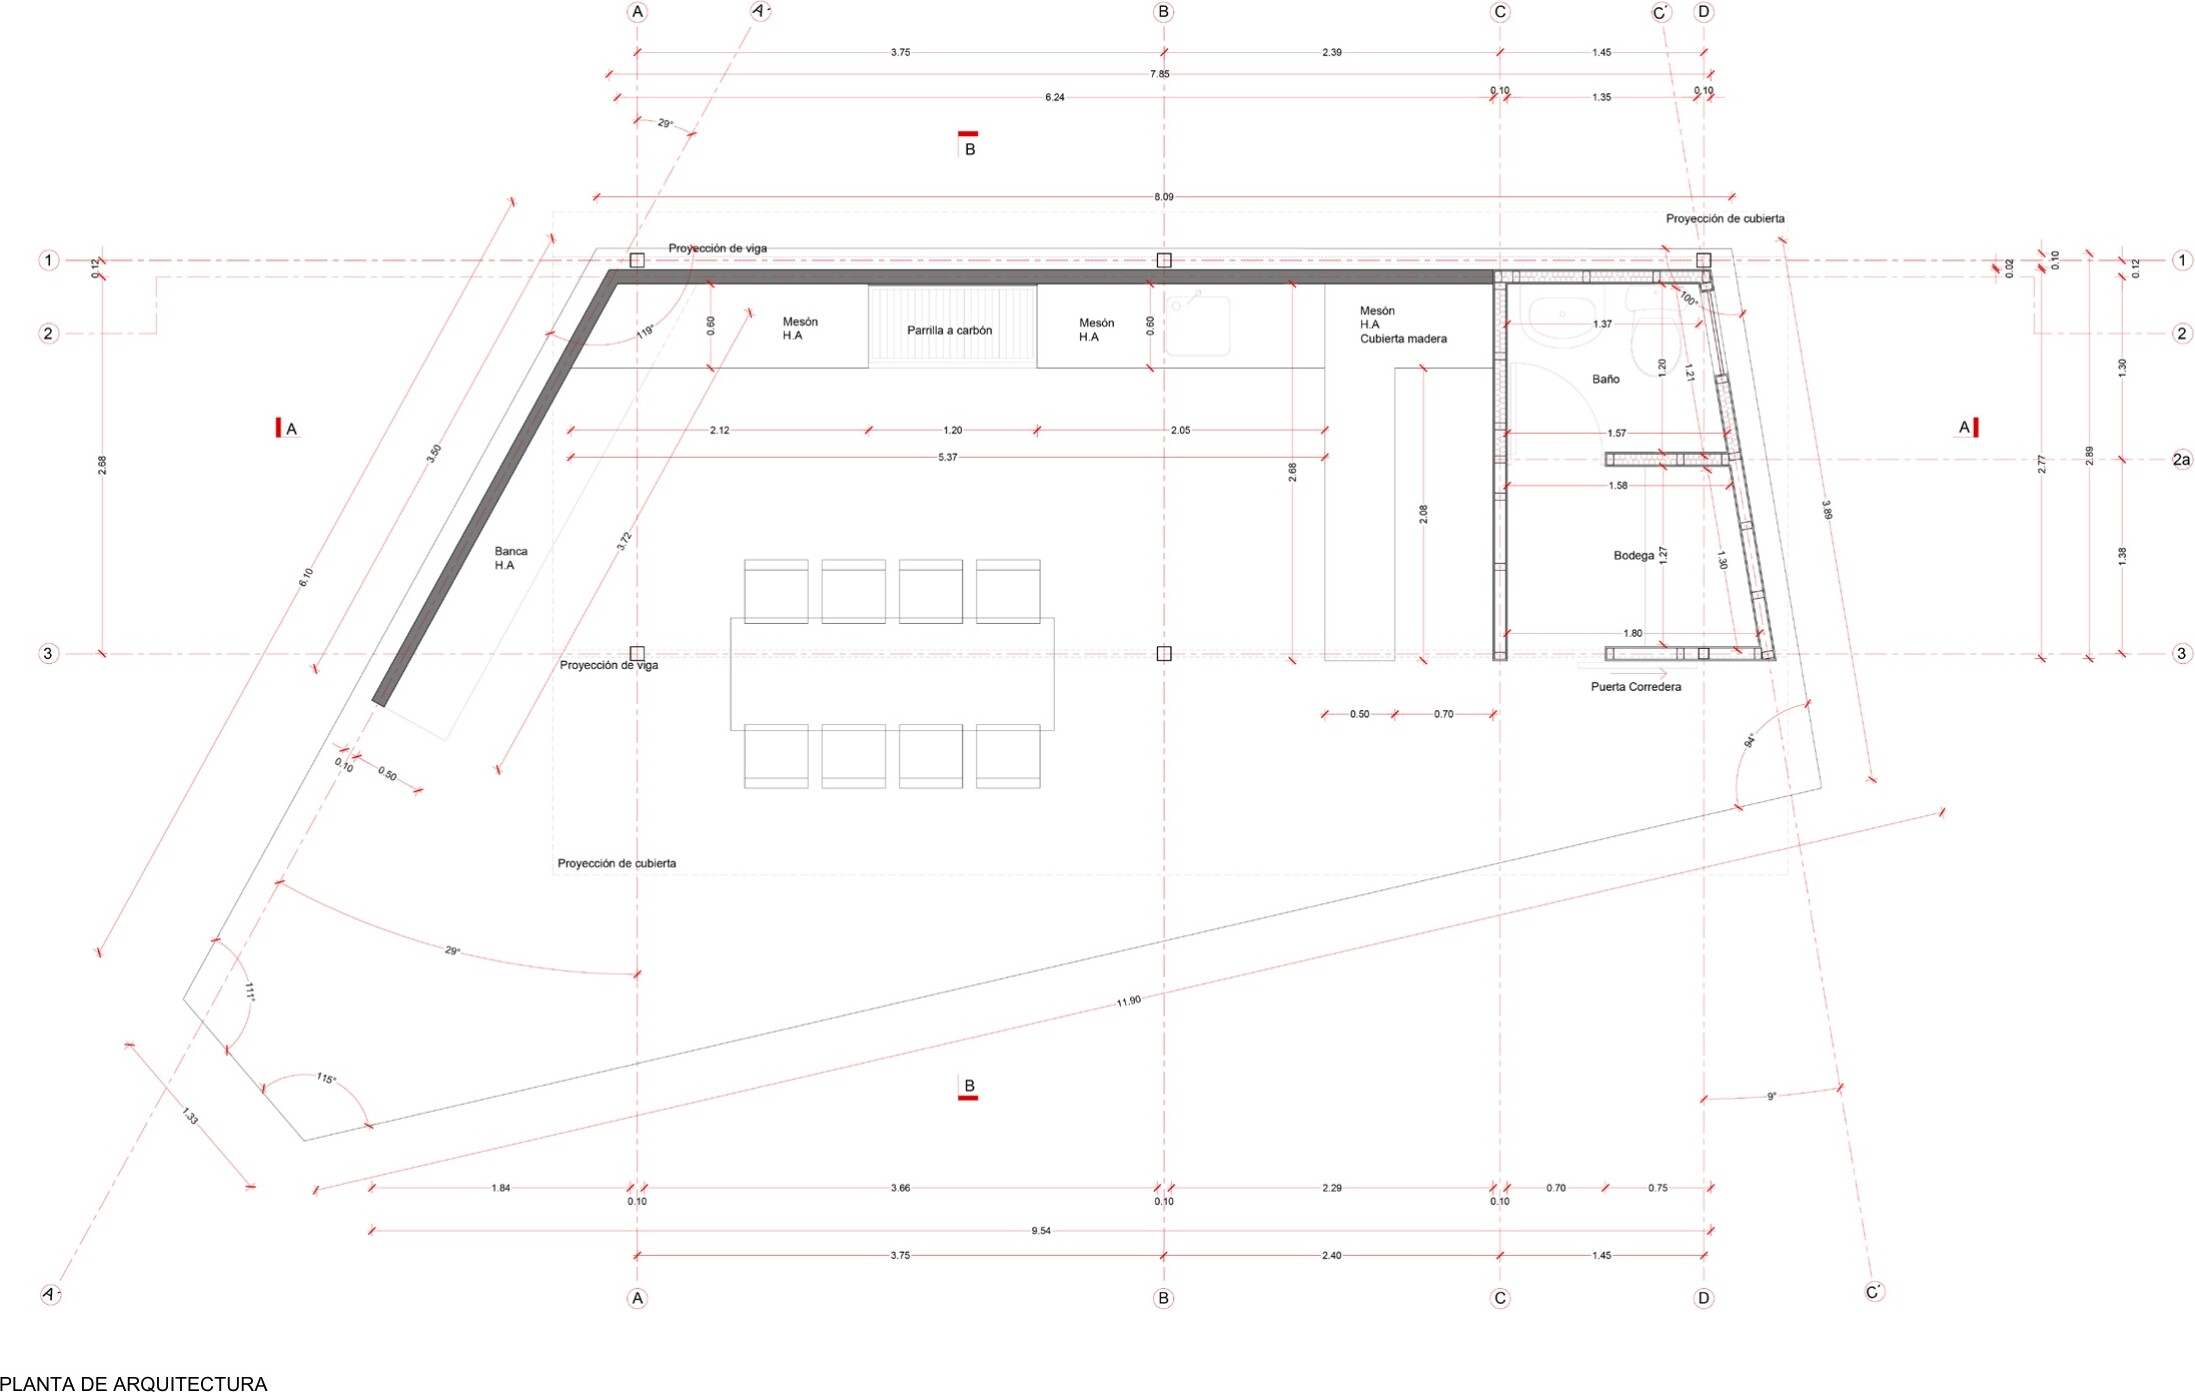 A
A'
B
C
C'
D
3.75
2.39
1.45
7.85
6.24
0.10
1.35
0.10
29°
B
8.09
Proyección de cubierta
Proyección de viga
1
0.12
0.02
0.10
0.12
1
2
2
119°
0.60
Mesón
H.A
Parrilla a carbón
Mesón
H.A
0.60
Mesón
H.A
Cubierta madera
100°
1.37
Baño
1.20
1.21
1.30
A
A
2.12
1.20
2.05
5.37
3.50
2.68
2.68
1.57
1.58
2a
2.77
2.89
2.08
3.89
3.72
Banca
H.A
6.10
Bodega
1.27
1.30
1.38
1.80
3
3
Proyección de viga
Puerta Corredera
0.50
0.70
94°
0.10
0.50
Proyección de cubierta
29°
111°
11.90
115°
1.33
B
9°
1.84
0.10
3.66
0.10
2.29
0.10
0.70
0.75
9.54
3.75
2.40
1.45
A'
A
B
C
D
C'
PLANTA DE ARQUITECTURA